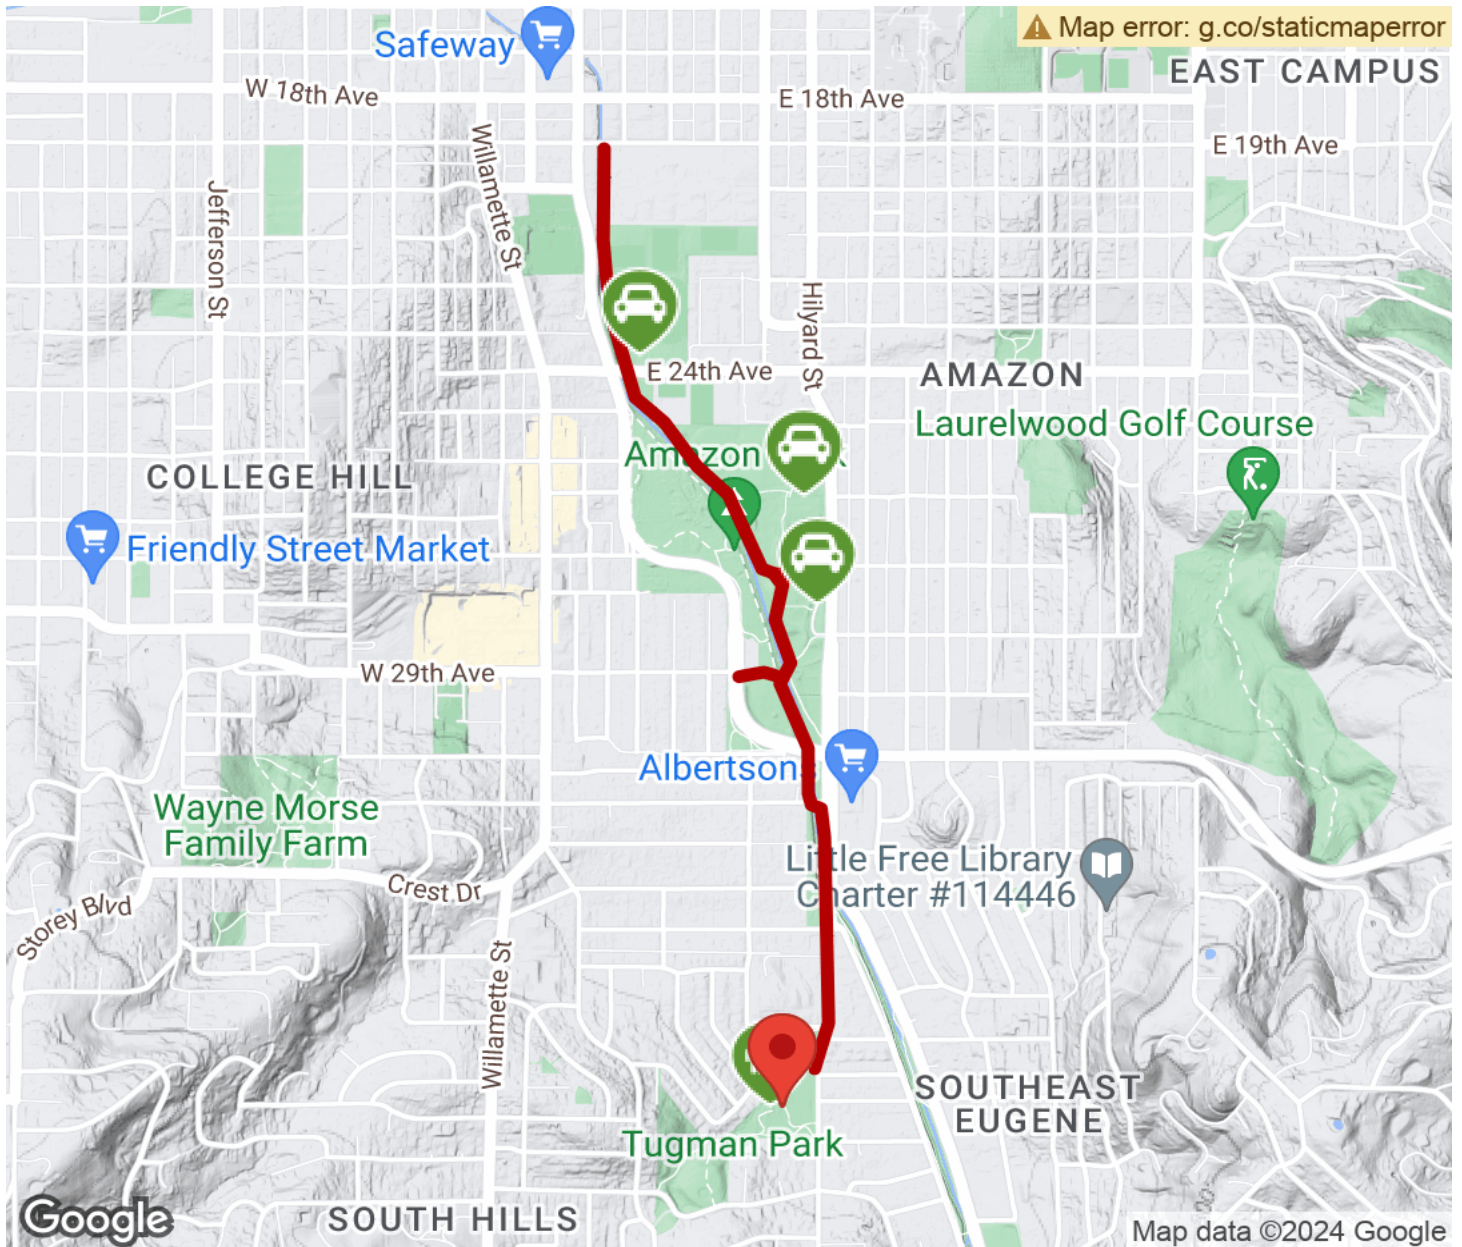 Safeway
Map error: g.co/staticmaperror
EAST CAMPUS
W 18th Ave
E 18th Ave
E 19th Ave
Willamette St
Jefferson St
Hilyard St
E 24th Ave
AMAZON
Laurelwood Golf Course
Amazon
COLLEGE HILL
Friendly Street Market
W 29th Ave
Albertson
Wayne Morse
Family Farm
Little Free Library
Charter #114446
Crest Dr
Storey Blvd
Willamette St
SOUTHEAST
EUGENE
Tugman Park
SOUTH HILLS
Google
Map data ©2024 Google